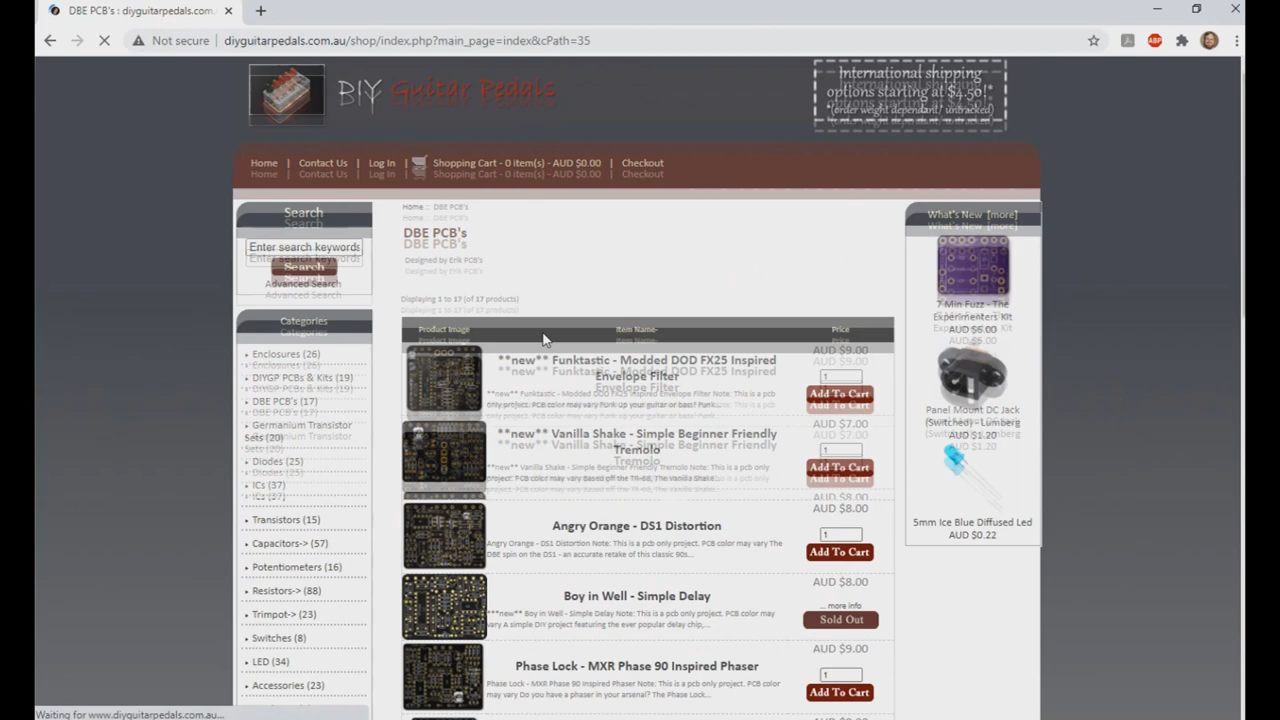 DBE PCB's : diyguitarpedals.com
Not secure
diyguitarpedals.com.au/shop/index.php?main_page=index&cPath=35
ABP
DIY Guitar Pedals
International shipping
options starting at $4.50!*
*(order weight dependant/ untracked)
Home | Contact Us | Log In | Shopping Cart - 0 item(s) - AUD $0.00 | Checkout
Search
Enter search keywords
Search
Advanced Search
Categories
Enclosures (26)
DIYGP PCBs & Kits (19)
DBE PCB's (17)
Germanium Transistor
Sets (20)
Diodes (25)
ICs (37)
Transistors (15)
Capacitors-> (57)
Potentiometers (16)
Resistors-> (88)
Trimpot-> (23)
Switches (8)
LED (34)
Accessories (23)
Home :: DBE PCB's
DBE PCB's
Designed by Erik PCB's
Displaying 1 to 17 (of 17 products)
Product Image Item Name- Price
**new** Funktastic - Modded DOD FX25 Inspired
Envelope Filter
**new** Funktastic - Modded DOD FX25 Inspired Envelope Filter Note: This is a pcb
only project. PCB color may vary Funk up your guitar or bass! Funk...
AUD $9.00
1
Add To Cart
**new** Vanilla Shake - Simple Beginner Friendly
Tremolo
**new** Vanilla Shake - Simple Beginner Friendly Tremolo Note: This is a pcb only
project. PCB color may vary Based off the TR-68, The Vanilla Shake...
AUD $7.00
1
Add To Cart
Angry Orange - DS1 Distortion
Angry Orange - DS1 Distortion Note: This is a pcb only project. PCB color may vary The
DBE spin on the DS1 - an accurate retake of this classic 90s...
AUD $8.00
1
Add To Cart
Boy in Well - Simple Delay
**new** Boy in Well - Simple Delay Note: This is a pcb only project. PCB color may
vary A simple DIY project featuring the ever popular delay chip,...
AUD $8.00
... more info
Sold Out
Phase Lock - MXR Phase 90 Inspired Phaser
Phase Lock - MXR Phase 90 Inspired Phaser Note: This is a pcb only project. PCB color
may vary Do you have a phaser in your arsenal? The Phase Lock...
AUD $9.00
1
Add To Cart
What's New [more]
7 Min Fuzz - The
Experimenters Kit
AUD $6.00
Panel Mount DC Jack
(Switched) - Lumberg
AUD $1.20
5mm Ice Blue Diffused Led
AUD $0.22
Waiting for www.diyguitarpedals.com.au...